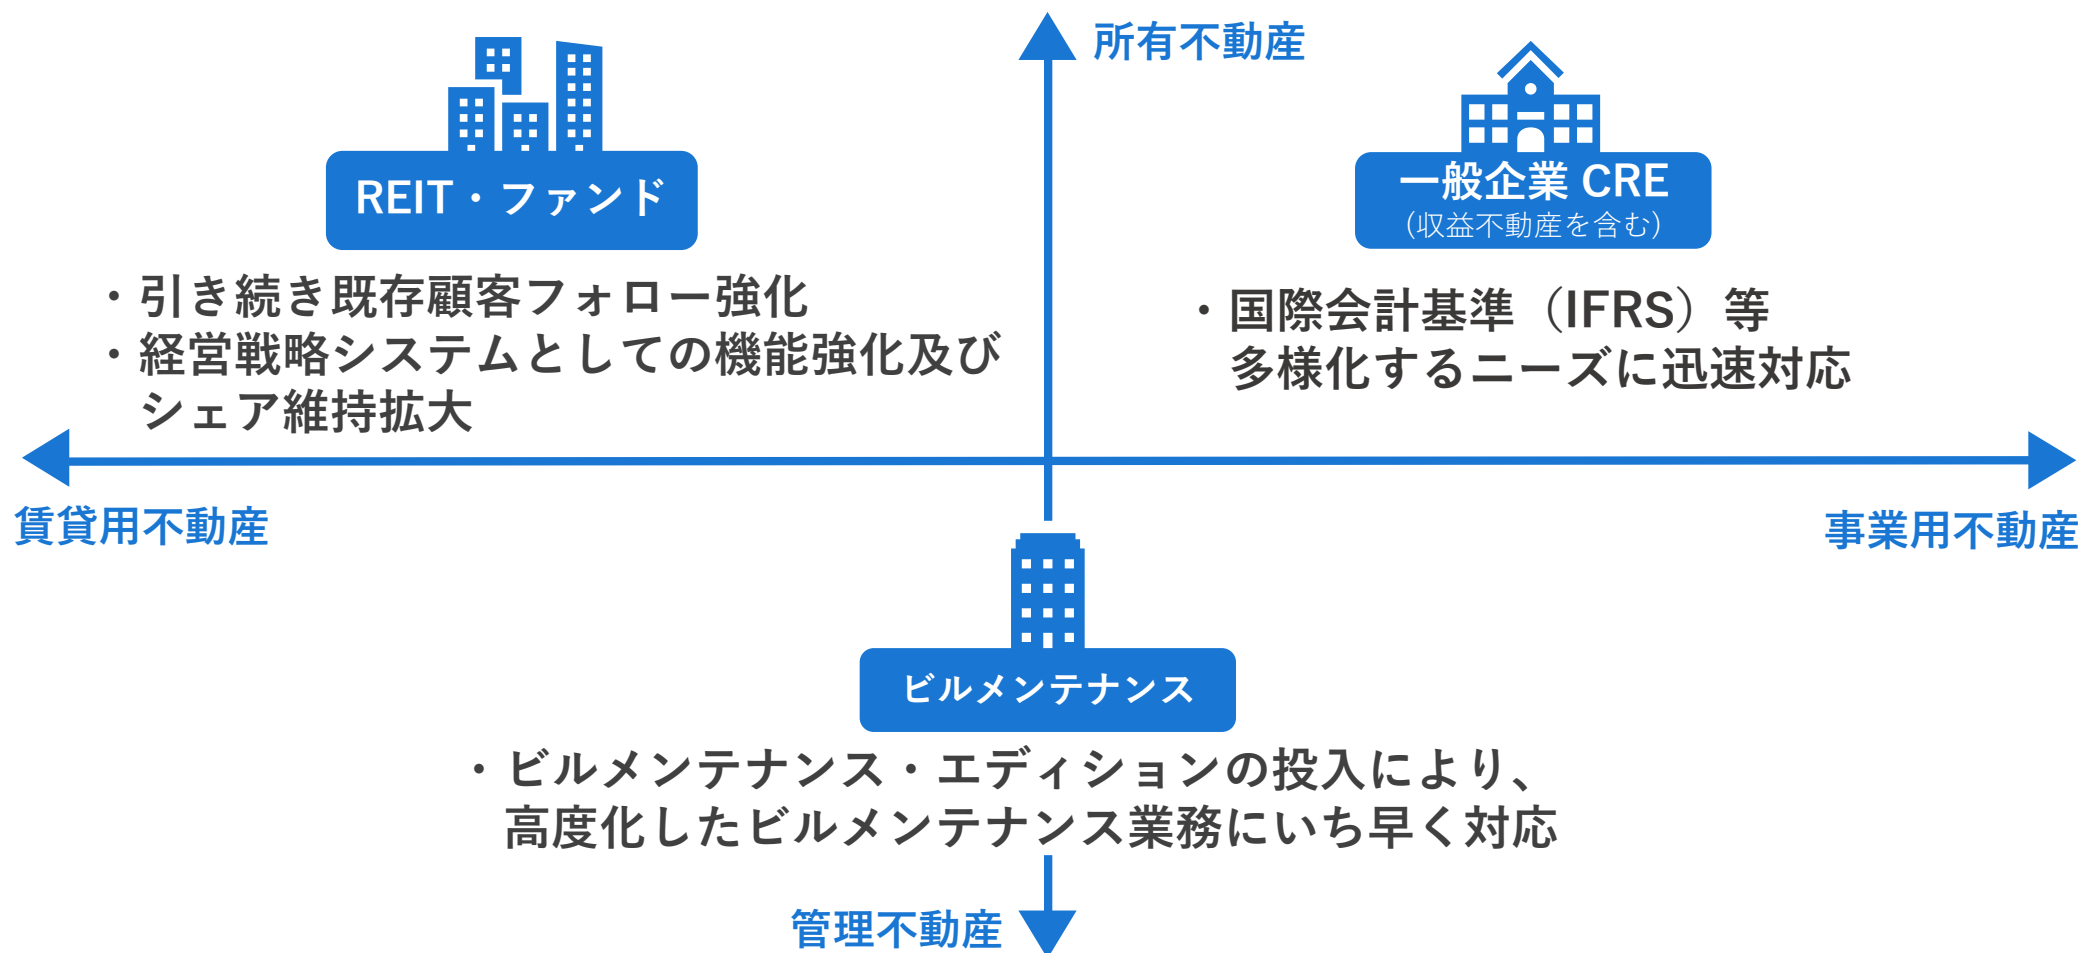 所有不動産
REIT・ファンド
・引き続き既存顧客フォロー強化
・経営戦略システムとしての機能強化及び
シェア維持拡大
一般企業 CRE
（収益不動産を含む）
・国際会計基準（IFRS）等
多様化するニーズに迅速対応
賃貸用不動産
事業用不動産
ビルメンテナンス
・ビルメンテナンス・エディションの投入により、
高度化したビルメンテナンス業務にいち早く対応
管理不動産